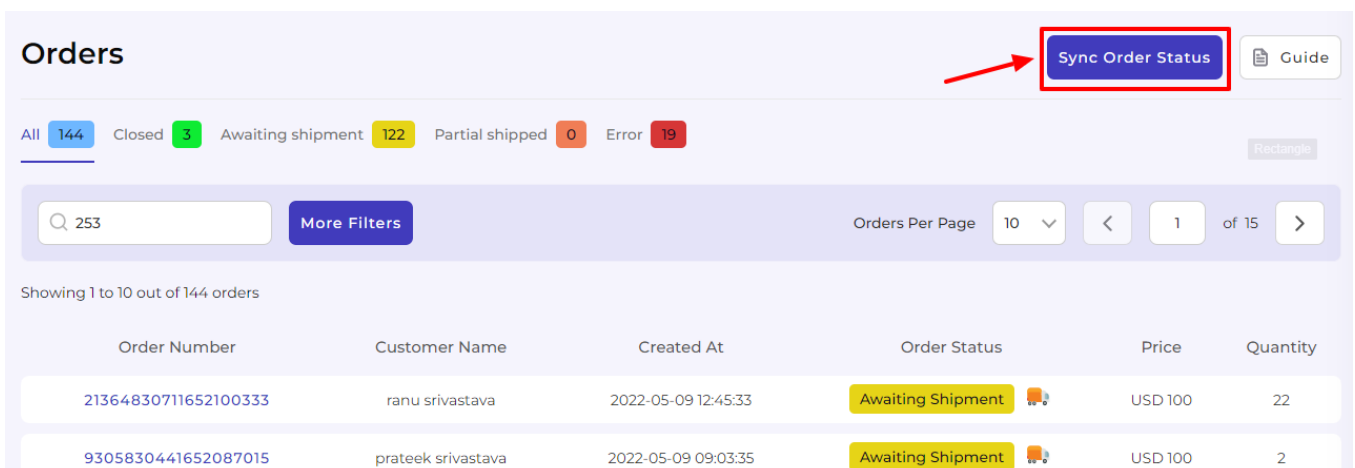 Orders
Sync Order Status
Guide
All 144 Closed 3 Awaiting shipment 122 Partial shipped 0 Error 19
Rectangle
253 More Filters Orders Per Page 10 1 of 15
Showing 1 to 10 out of 144 orders
Order Number Customer Name Created At Order Status Price Quantity
21364830711652100333 ranu srivastava 2022-05-09 12:45:33 Awaiting Shipment USD 100 22
9305830441652087015 prateek srivastava 2022-05-09 09:03:35 Awaiting Shipment USD 100 2